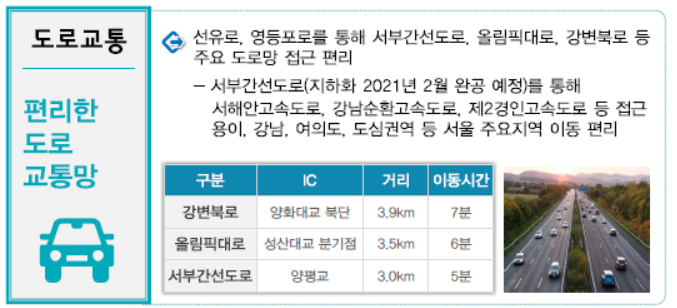 도로교통
편리한
도로
교통망
선유로, 영등포로를 통해 서부간선도로, 올림픽대로, 강변북로 등
주요 도로망 접근 편리
– 서부간선도로(지하화 2021년 2월 완공 예정)를 통해
서해안고속도로, 강남순환고속도로, 제2경인고속도로 등 접근
용이, 강남, 여의도, 도심권역 등 서울 주요지역 이동 편리
구분 IC 거리 이동시간
강변북로 양화대교 북단 3.9km 7분
올림픽대로 성산대교 분기점 3.5km 6분
서부간선도로 양평교 3.0km 5분